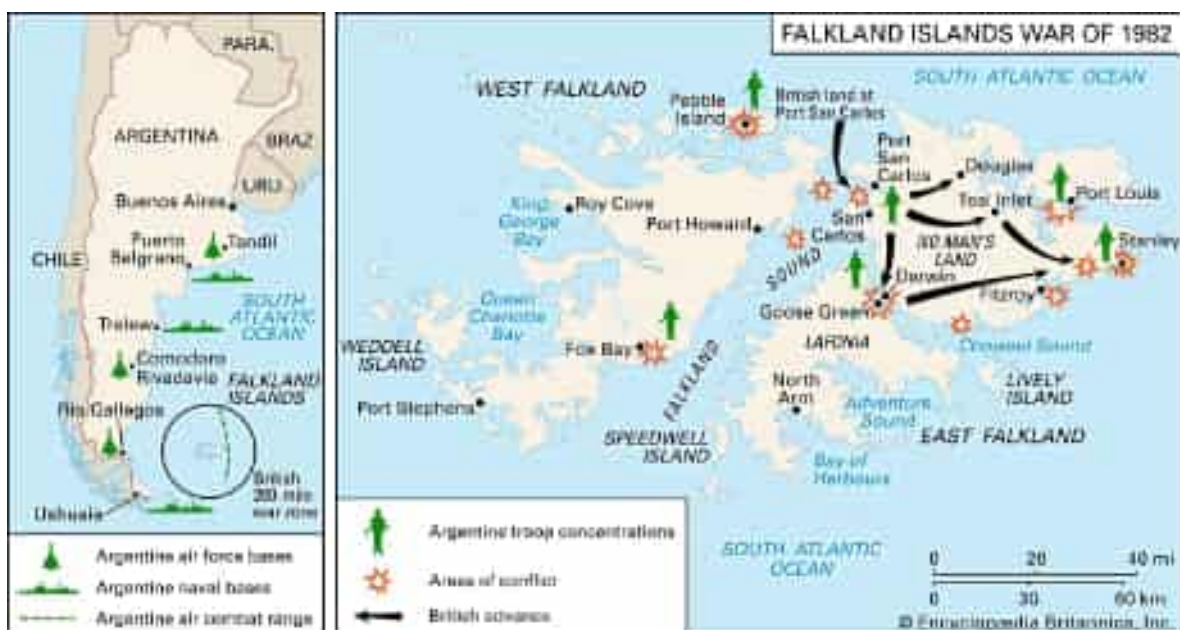 PARA.
ARGENTINA
BRAZ
URU.
Buenos Aires
Puerto
Belgrano
Tandil
CHILE
SOUTH
ATLANTIC
OCEAN
Trelew
Comodoro
Rivadavia
FALKLAND
ISLANDS
Río Gallegos
British
200 mile
war zone
Ushuaia
Argentine air force bases
Argentine naval bases
Argentine air combat range
FALKLAND ISLANDS WAR OF 1982
SOUTH ATLANTIC OCEAN
WEST FALKLAND
Pebble
Island
British land at
Port San Carlos
Port
San
Carlos
Douglas
Teal Inlet
Port Louis
King
George
Bay
Roy Cove
Port Howard
San
Carlos
NO MAN'S
LAND
Stanley
SOUND
Darwin
Goose Green
Fitzroy
Queen
Charlotte
Bay
Fox Bay
LAFONIA
Choiseul Sound
WEDDELL
ISLAND
FALKLAND
North
Arm
LIVELY
ISLAND
Port Stephens
Adventure
Sound
SPEEDWELL
ISLAND
EAST FALKLAND
Bay of
Harbours
Argentine troop concentrations
Areas of conflict
British advance
SOUTH ATLANTIC
OCEAN
0 20 40 mi
0 30 60 km
© Encyclopædia Britannica, Inc.